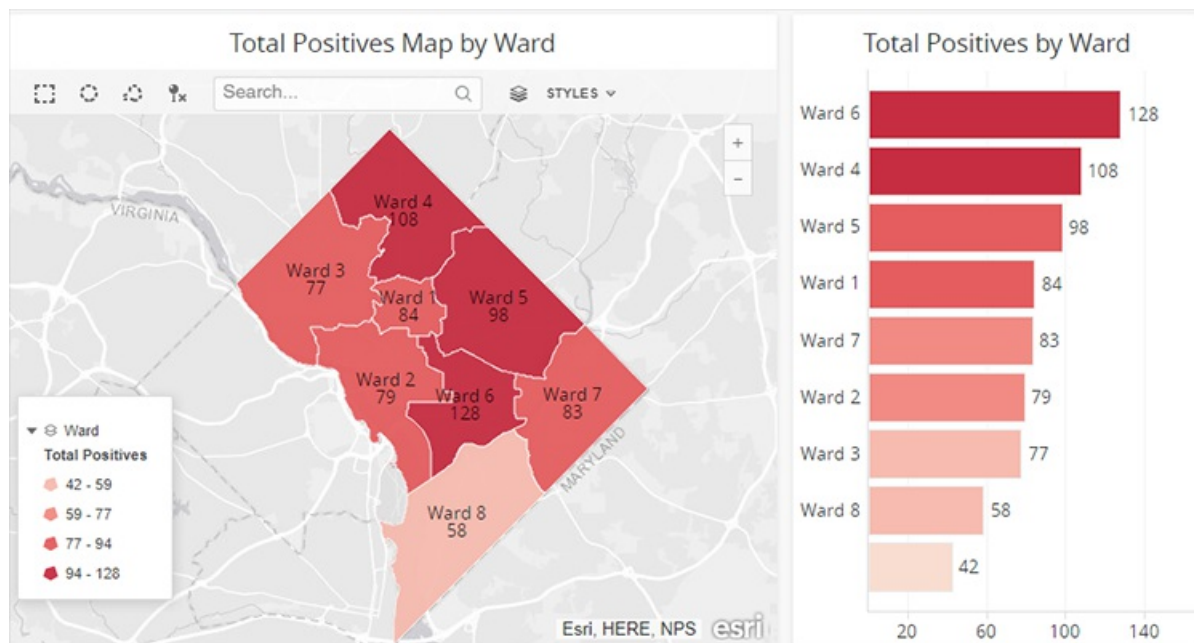 Total Positives Map by Ward
Search...
STYLES
+
−
VIRGINIA
Ward 4
108
Ward 3
77
Ward 1
84
Ward 5
98
Ward 2
79
Ward 6
128
Ward 7
83
MARYLAND
Ward 8
58
Ward
Total Positives
42 - 59
59 - 77
77 - 94
94 - 128
Esri, HERE, NPS esri
Total Positives by Ward
Ward 6 128
Ward 4 108
Ward 5 98
Ward 1 84
Ward 7 83
Ward 2 79
Ward 3 77
Ward 8 58
42
20 60 100 140